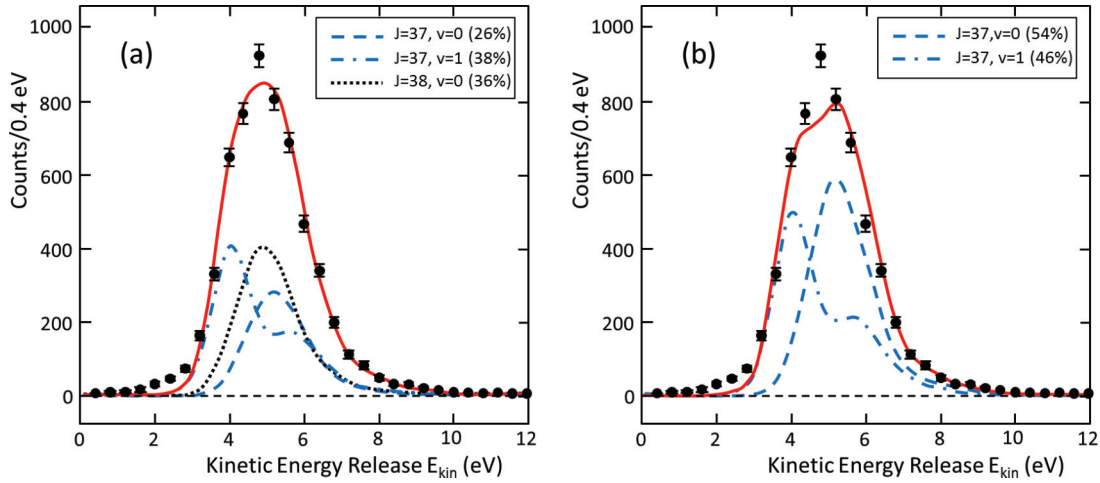 (a)
J=37, v=0 (26%)
J=37, v=1 (38%)
J=38, v=0 (36%)
Counts/0.4 eV
1000
800
600
400
200
0
0 2 4 6 8 10 12
Kinetic Energy Release Ekin (eV)
(b)
J=37,v=0 (54%)
J=37, v=1 (46%)
Counts/0.4 eV
1000
800
600
400
200
0
0 2 4 6 8 10 12
Kinetic Energy Release Ekin (eV)